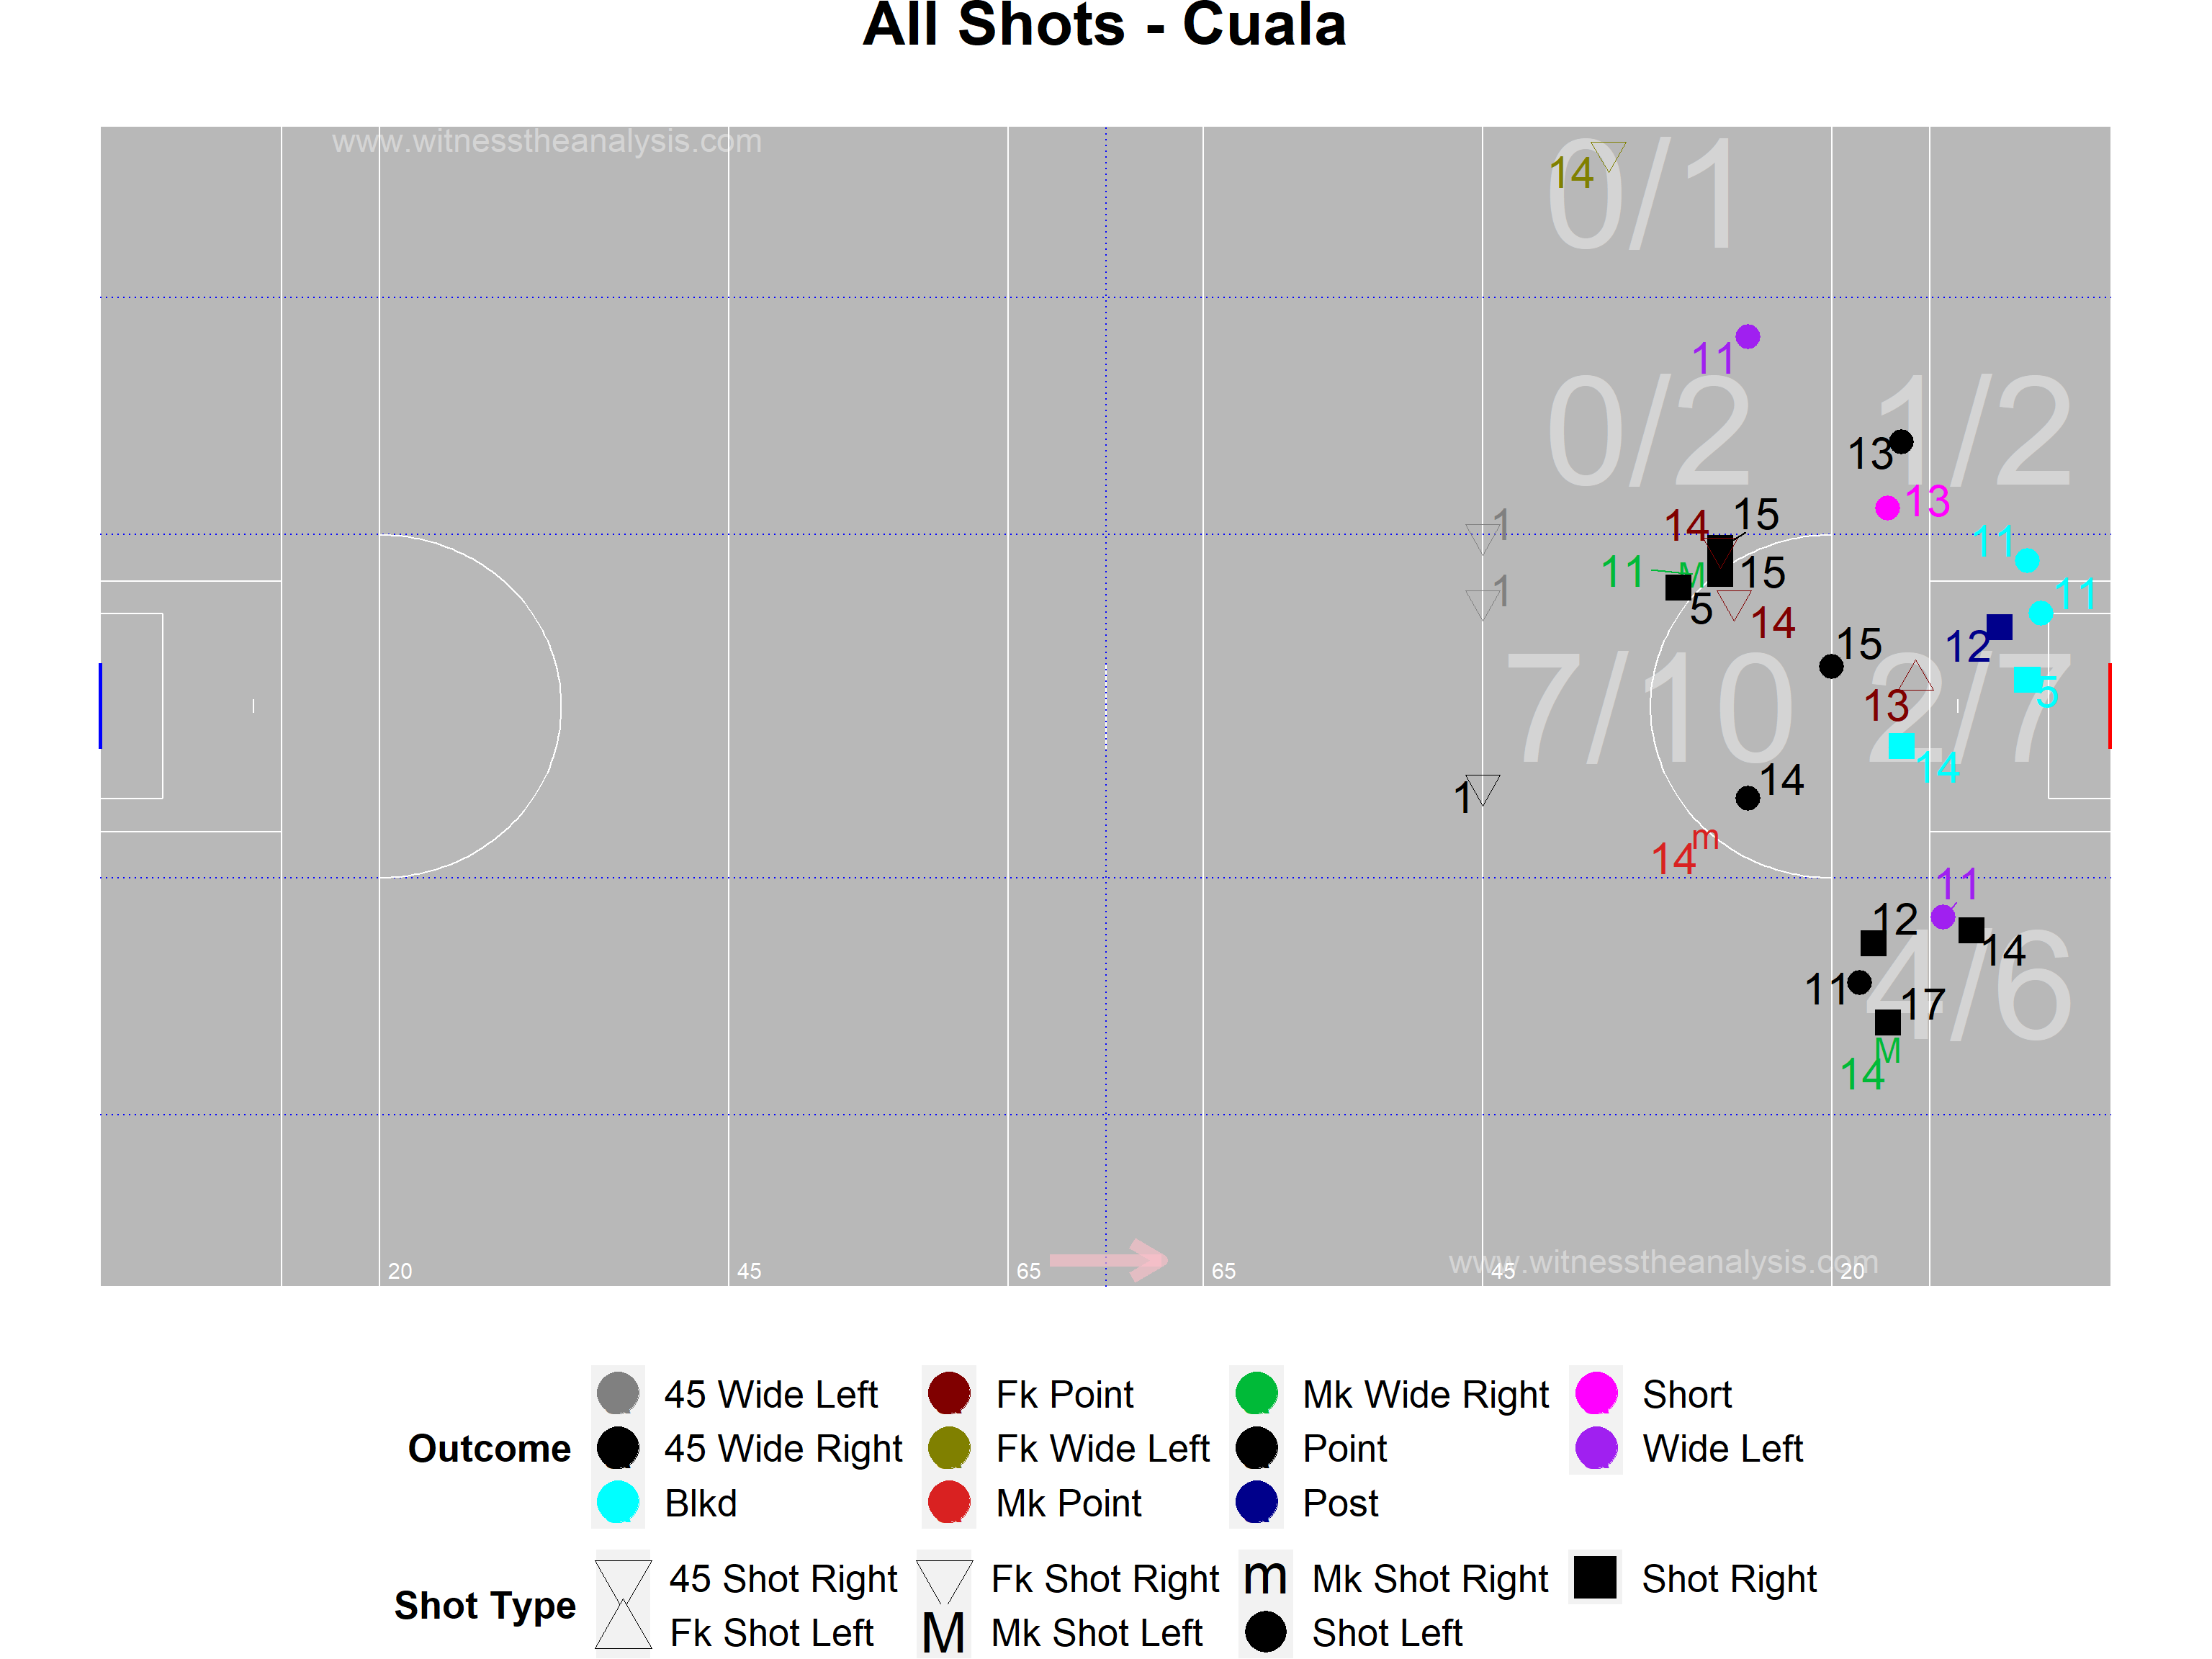 All Shots - Cuala
www.witnesstheanalysis.com
14
0/1
11
0/2
1/2
13
13
1
15
14
11
11
15
1
5
11
14
15
12
7/10
2/7
13
5
14
14
1
14
11
12
14
11
4/6
17
M
m
M
14
www.witnesstheanalysis.com
20
45
65
65
45
20
Outcome
45 Wide Left
Fk Point
Mk Wide Right
Short
45 Wide Right
Fk Wide Left
Point
Wide Left
Blkd
Mk Point
Post
Shot Type
45 Shot Right
Fk Shot Right
m
Mk Shot Right
Shot Right
Fk Shot Left
M
Mk Shot Left
Shot Left